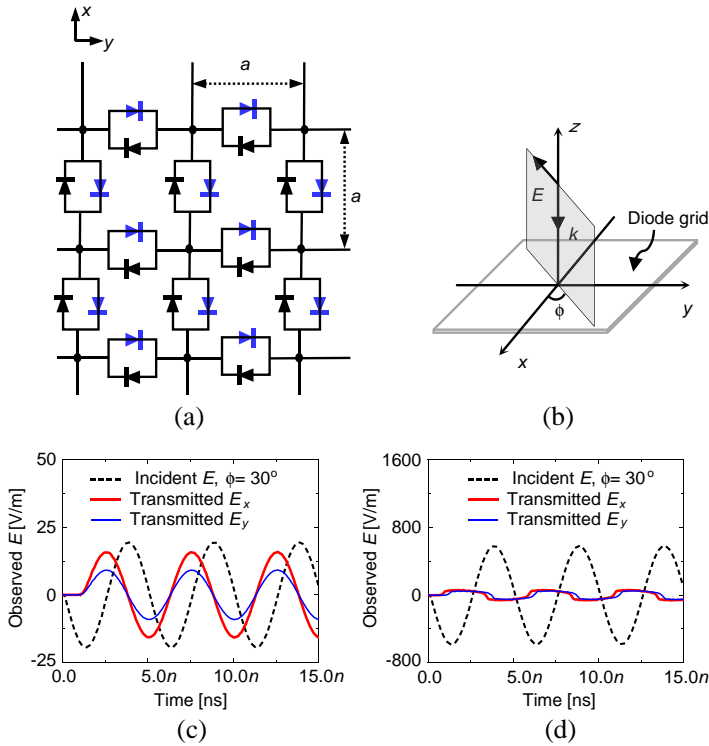 x
y
a
a
(a)
z
E
k
Diode grid
y
ϕ
x
(b)
50
25
0
-25
Observed E [V/m]
Incident E, ϕ= 30°
Transmitted Ex
Transmitted Ey
0.0
5.0n
10.0n
15.0n
Time [ns]
(c)
1600
800
0
-800
Observed E [V/m]
Incident E, ϕ= 30°
Transmitted Ex
Transmitted Ey
0.0
5.0n
10.0n
15.0n
Time [ns]
(d)